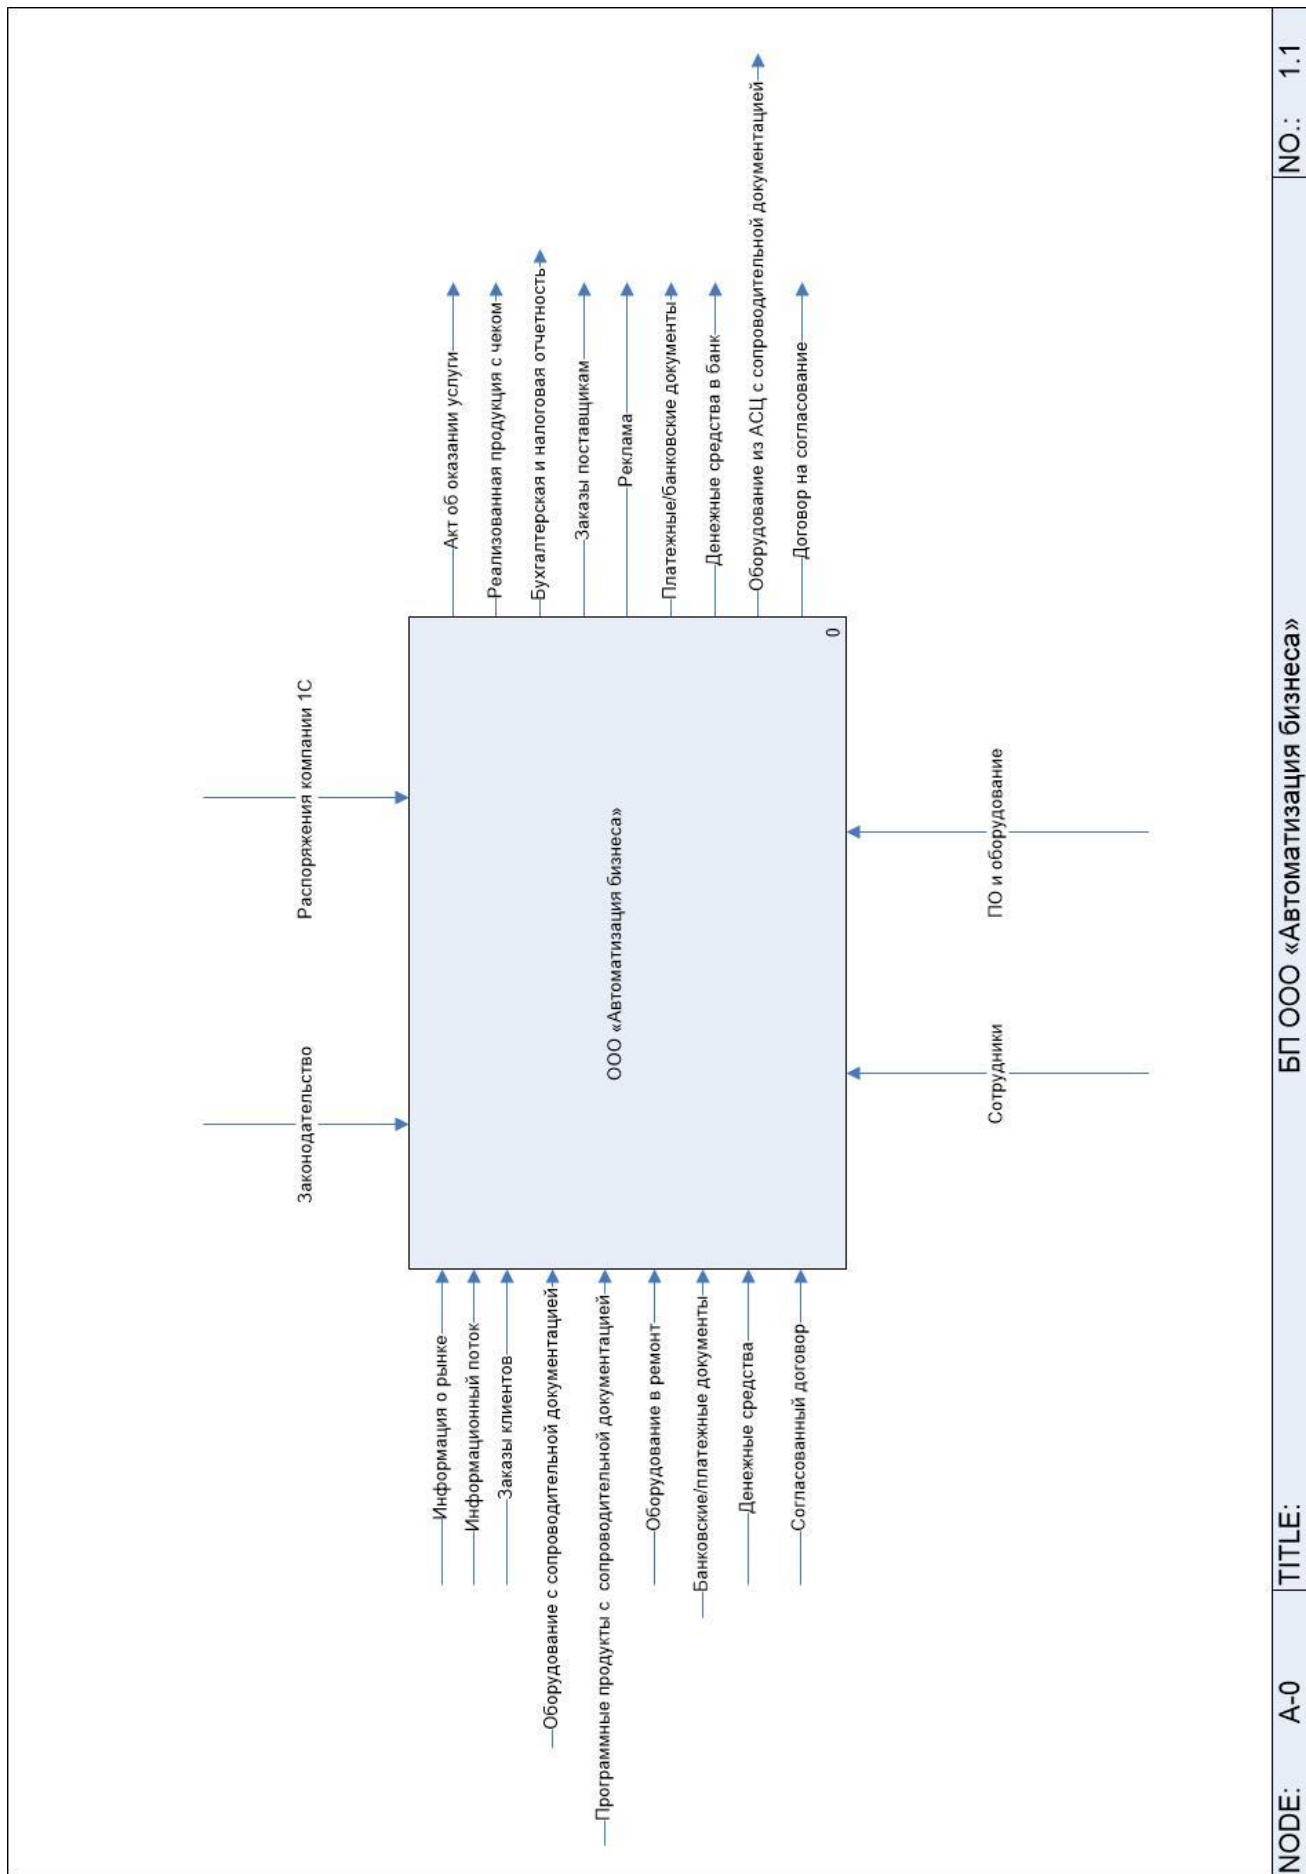 Законодательство
Распоряжения компании 1С
Информация о рынке
Информационный поток
Заказы клиентов
Оборудование с сопроводительной документацией
Программные продукты с сопроводительной документацией
Оборудование в ремонт
Банковские/платежные документы
Денежные средства
Согласованный договор
ООО «Автоматизация бизнеса»
0
Акт об оказании услуги
Реализованная продукция с чеком
Бухгалтерская и налоговая отчетность
Заказы поставщикам
Реклама
Платежные/банковские документы
Денежные средства в банк
Оборудование из АСЦ с сопроводительной документацией
Договор на согласование
Сотрудники
ПО и оборудование
NODE: A-0 TITLE: БП ООО «Автоматизация бизнеса» NO.: 1.1